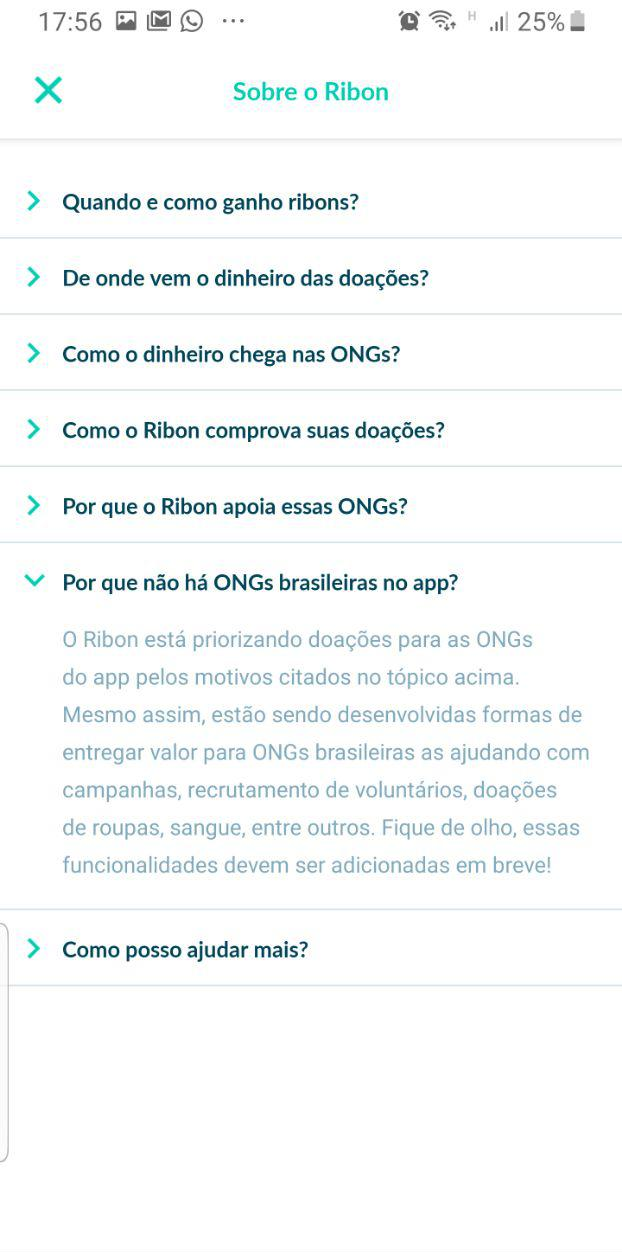 17:56 ... H 25%
Sobre o Ribon
Quando e como ganho ribons?
De onde vem o dinheiro das doações?
Como o dinheiro chega nas ONGs?
Como o Ribon comprova suas doações?
Por que o Ribon apoia essas ONGs?
Por que não há ONGs brasileiras no app?
O Ribon está priorizando doações para as ONGs
do app pelos motivos citados no tópico acima.
Mesmo assim, estão sendo desenvolvidas formas de
entregar valor para ONGs brasileiras as ajudando com
campanhas, recrutamento de voluntários, doações
de roupas, sangue, entre outros. Fique de olho, essas
funcionalidades devem ser adicionadas em breve!
Como posso ajudar mais?